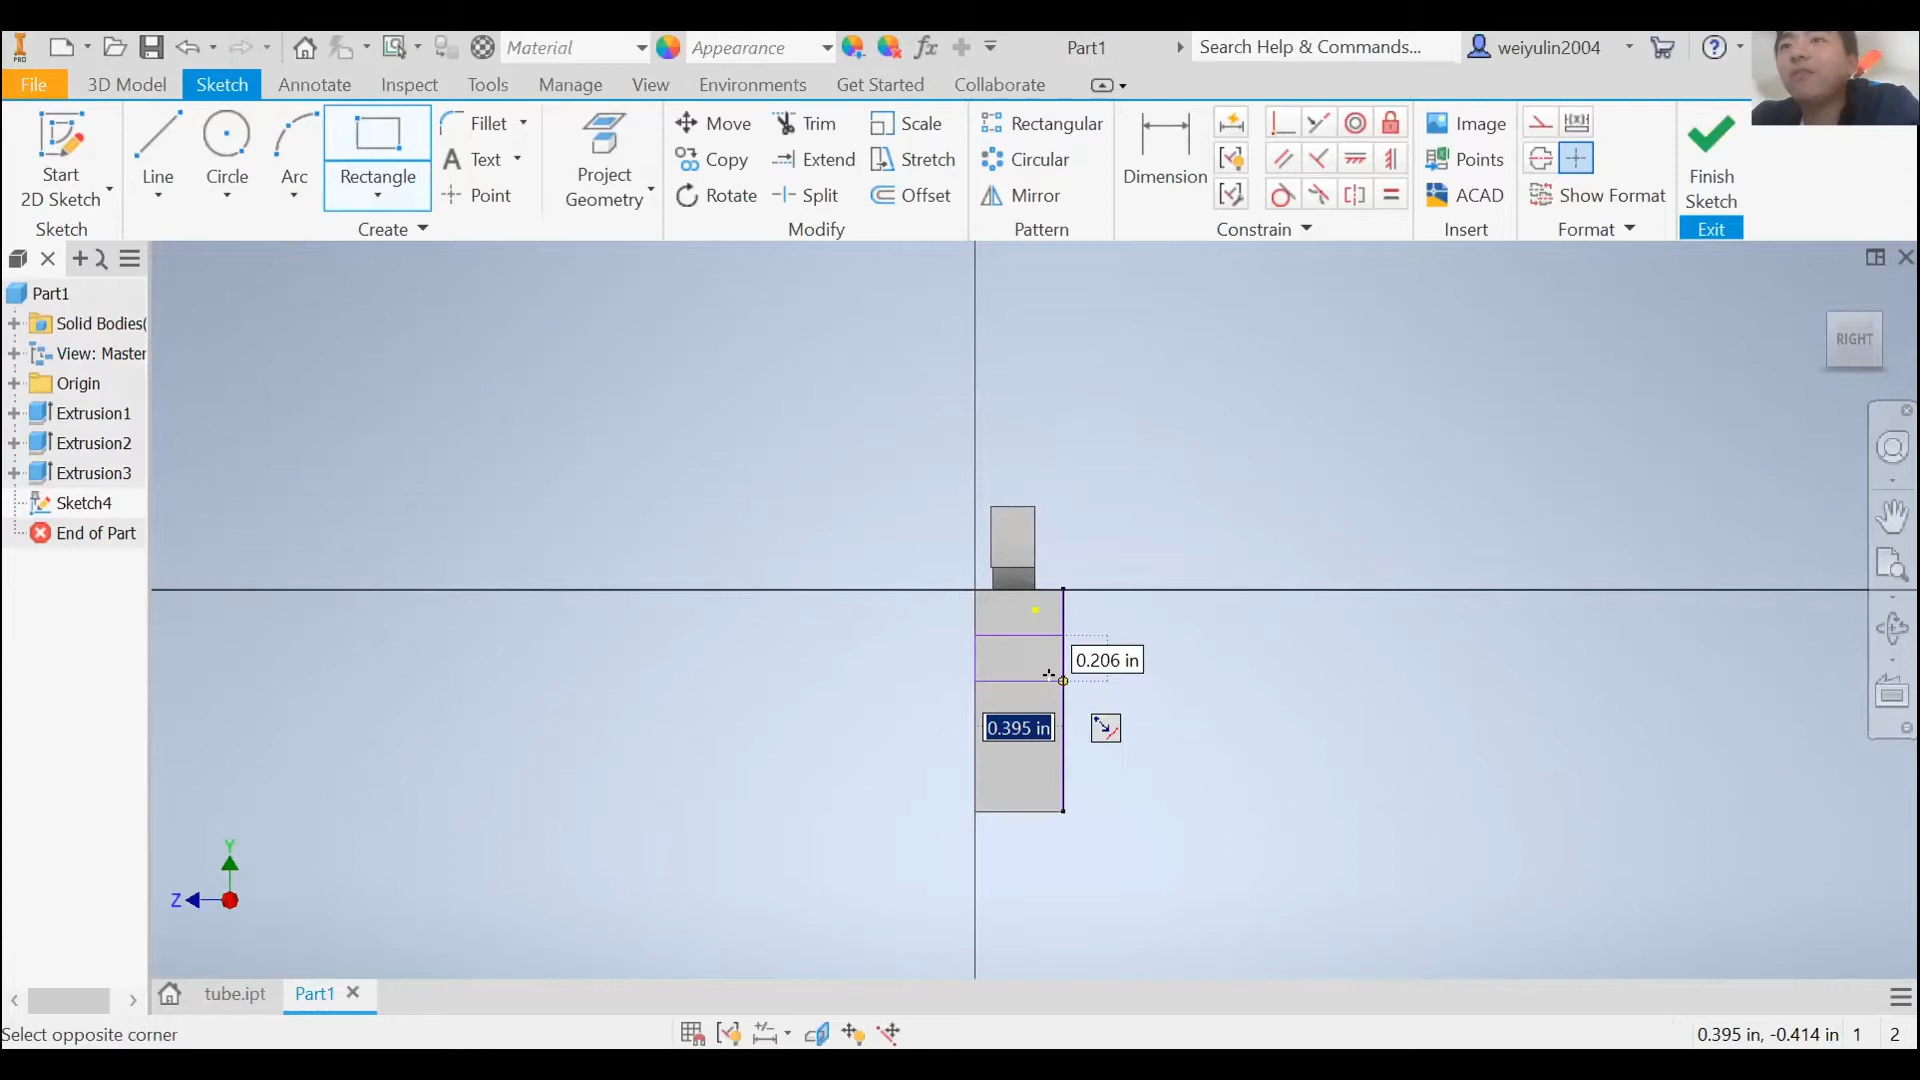 PRO
Material
Appearance
fx
Part1
Search Help & Commands...
weiyulin2004
File
3D Model
Sketch
Annotate
Inspect
Tools
Manage
View
Environments
Get Started
Collaborate
Start
2D Sketch
Sketch
Line
Circle
Arc
Rectangle
Fillet
Text
Point
Create
Project
Geometry
Move
Copy
Rotate
Trim
Extend
Split
Scale
Stretch
Offset
Modify
Rectangular
Circular
Mirror
Pattern
Dimension
Constrain
Image
Points
ACAD
Insert
Show Format
Format
Finish
Sketch
Exit
Part1
Solid Bodies(
View: Master
Origin
Extrusion1
Extrusion2
Extrusion3
Sketch4
End of Part
RIGHT
0.206 in
0.395 in
Y
Z
tube.ipt
Part1
Select opposite corner
0.395 in, -0.414 in
1
2